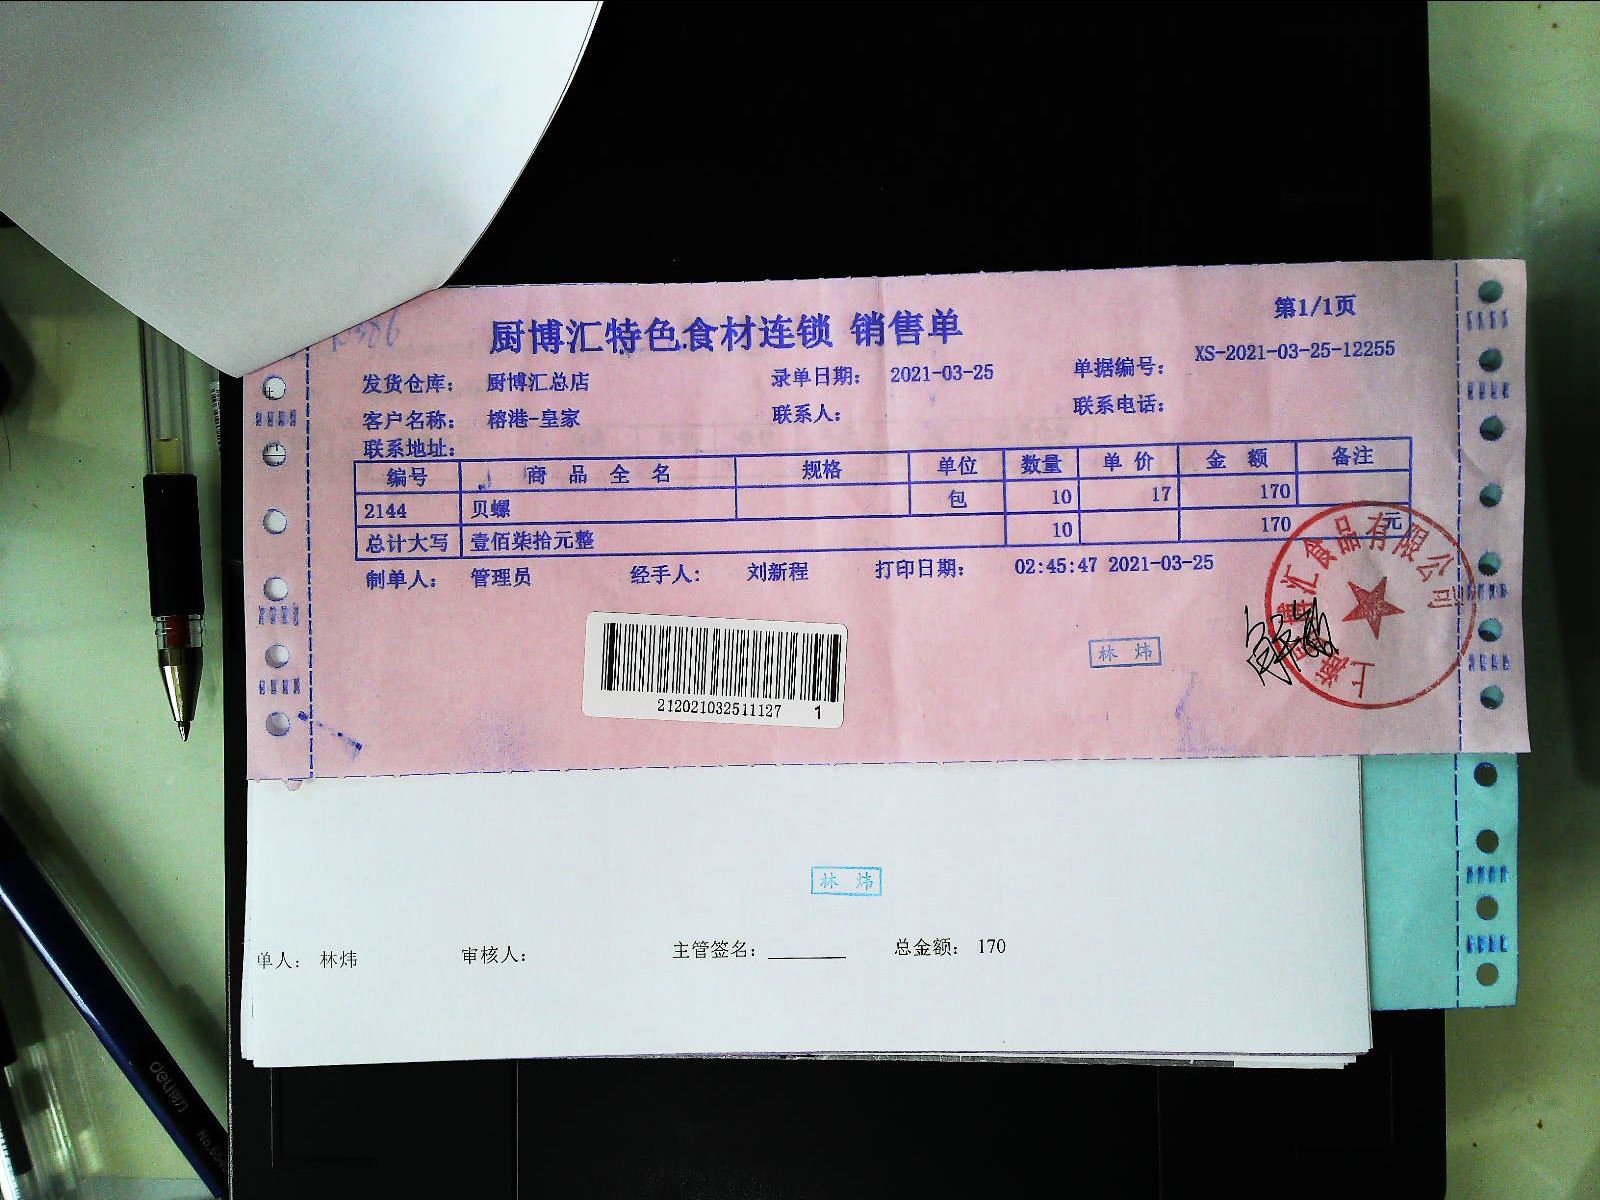 厨博汇特色食材连锁 销售单
第1/1页
发货仓库： 厨博汇总店 录单日期： 2021-03-25 单据编号： XS-2021-03-25-12255
客户名称： 榕港-皇家 联系人： 联系电话：
联系地址：
编号 商 品 全 名 规格 单位 数量 单 价 金 额 备注
2144 贝螺 包 10 17 170
总计大写 壹佰柒拾元整 10 170 元
制单人： 管理员 经手人： 刘新程 打印日期： 02:45:47 2021-03-25
林 炜
212021032511127 1
林 炜
单人： 林炜 审核人： 主管签名： 总金额： 170
deli得力